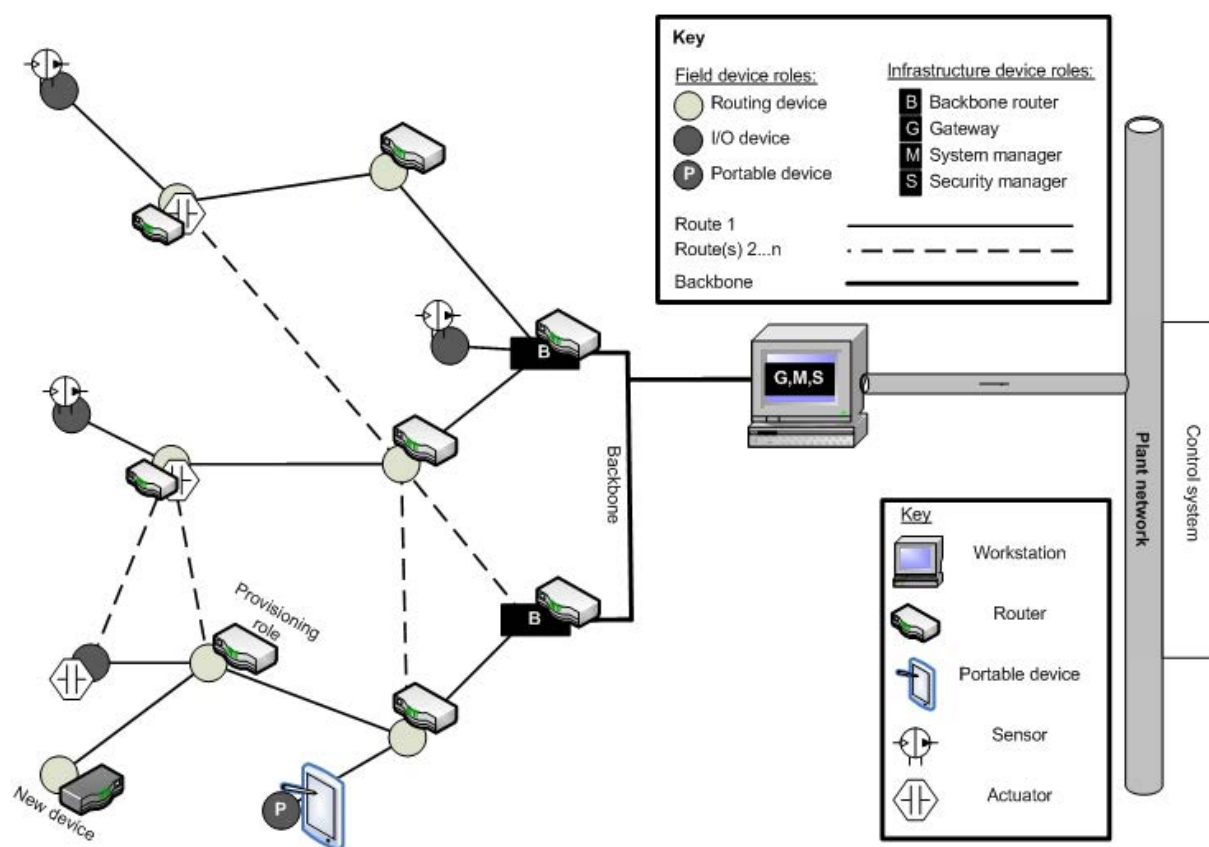 Key
Field device roles:
Routing device
I/O device
P Portable device
Infrastructure device roles:
B Backbone router
G Gateway
M System manager
S Security manager
Route 1
Route(s) 2...n
Backbone
B
G,M,S
Backbone
Plant network
Control system
B
Provisioning
role
New device
P
Key
Workstation
Router
Portable device
Sensor
Actuator